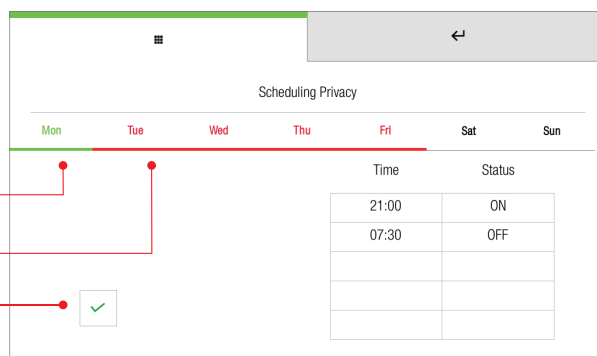 Scheduling Privacy
Mon Tue Wed Thu Fri Sat Sun
Time Status
21:00 ON
07:30 OFF